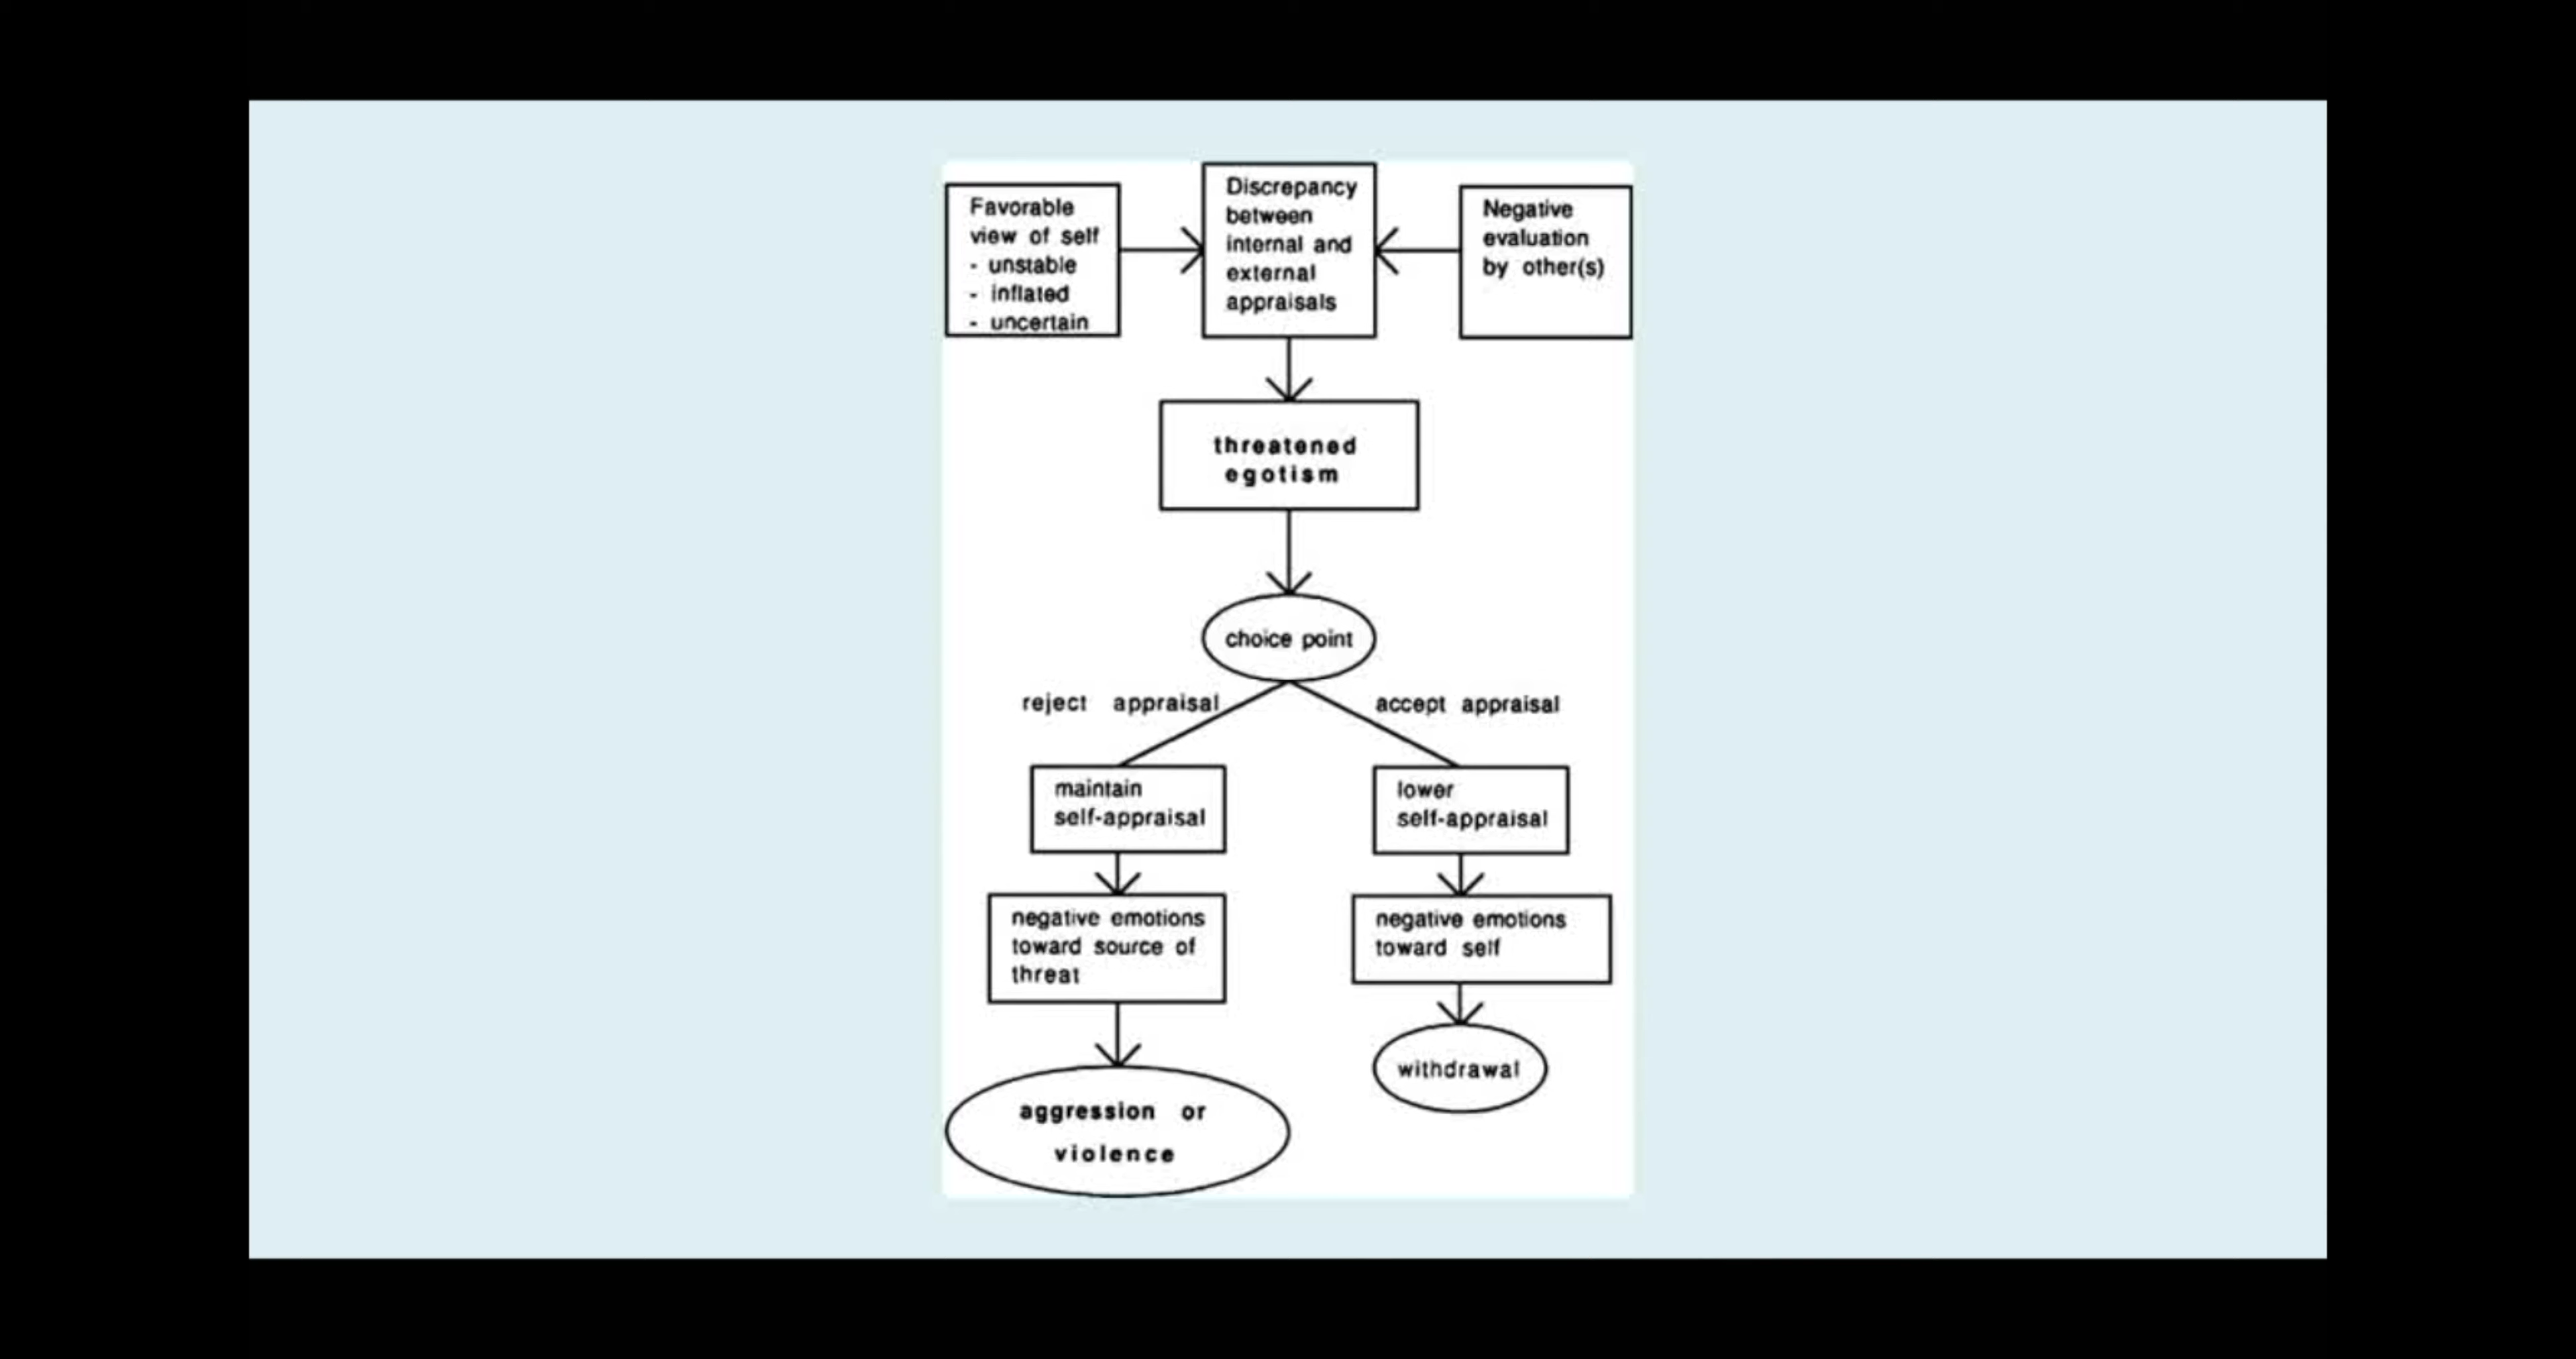 Favorable
view of self
- unstable
- inflated
- uncertain
Discrepancy
between
internal and
external
appraisals
Negative
evaluation
by other(s)
threatened
egotism
choice point
reject appraisal
accept appraisal
maintain
self-appraisal
lower
self-appraisal
negative emotions
toward source of
threat
negative emotions
toward self
aggression or
violence
withdrawal